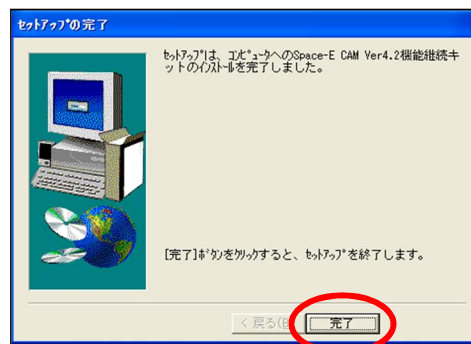 ｾｯﾄｱｯﾌﾟの完了
ｾｯﾄｱｯﾌﾟは、ｺﾝﾋﾟｭｰﾀへのSpace-E CAM Ver4.2機能継続キ
ットのｲﾝｽﾄｰﾙを完了しました。
[完了]ﾎﾞﾀﾝをｸﾘｯｸすると、ｾｯﾄｱｯﾌﾟを終了します。
< 戻る(B
完了